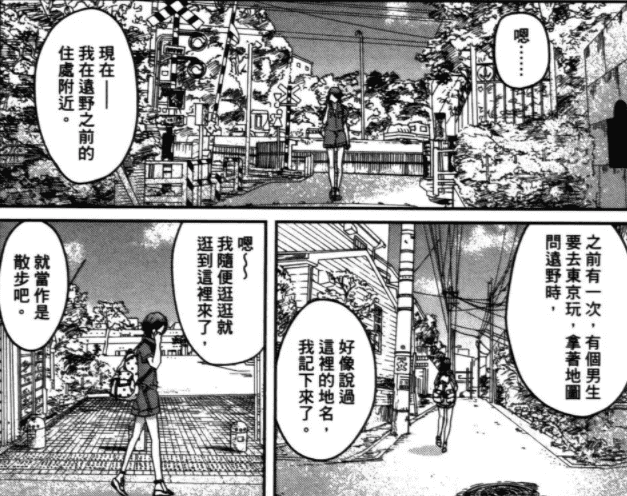 嗯……
現在——
我在遠野之前的
住處附近。
之前有一次，有個男生
要去東京玩，拿著地圖
問遠野時，
好像說過
這裡的地名，
我記下來了。
嗯～～
我隨便逛逛就
逛到這裡來了，
就當作是
散步吧。